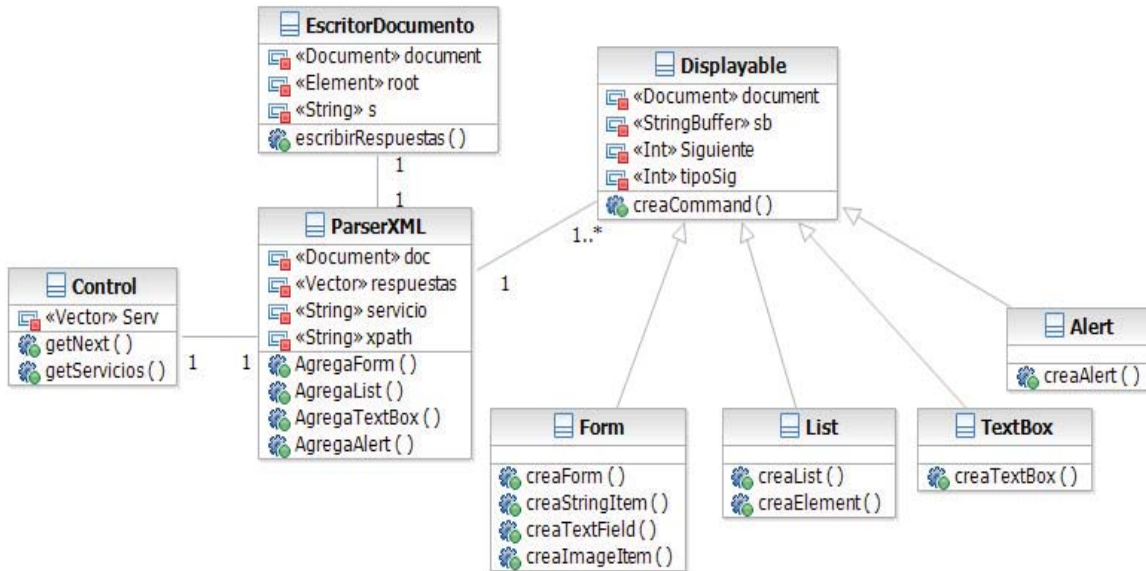 EscritorDocumento
«Document» document
«Element» root
«String» s
escribirRespuestas ( )
1
1
ParserXML
«Document» doc
«Vector» respuestas
«String» servicio
«String» xpath
AgregaForm ( )
AgregaList ( )
AgregaTextBox ( )
AgregaAlert ( )
Control
«Vector» Serv
getNext ( )
getServicios ( )
1
1
1
1..*
Displayable
«Document» document
«StringBuffer» sb
«Int» Siguiente
«Int» tipoSig
creaCommand ( )
Form
creaForm ( )
creaStringItem ( )
creaTextField ( )
creaImageItem ( )
List
creaList ( )
creaElement ( )
TextBox
creaTextBox ( )
Alert
creaAlert ( )